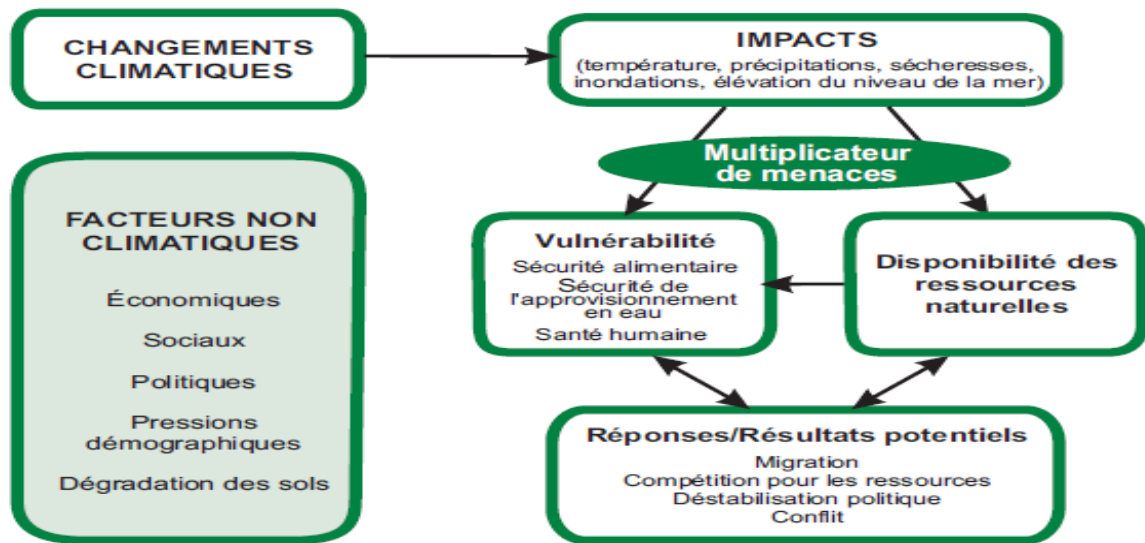 CHANGEMENTS
CLIMATIQUES
IMPACTS
(température, précipitations, sécheresses,
inondations, élévation du niveau de la mer)
Multiplicateur
de menaces
FACTEURS NON
CLIMATIQUES
Économiques
Sociaux
Politiques
Pressions
démographiques
Dégradation des sols
Vulnérabilité
Sécurité alimentaire
Sécurité de
l'approvisionnement
en eau
Santé humaine
Disponibilité des
ressources
naturelles
Réponses/Résultats potentiels
Migration
Compétition pour les ressources
Déstabilisation politique
Conflit